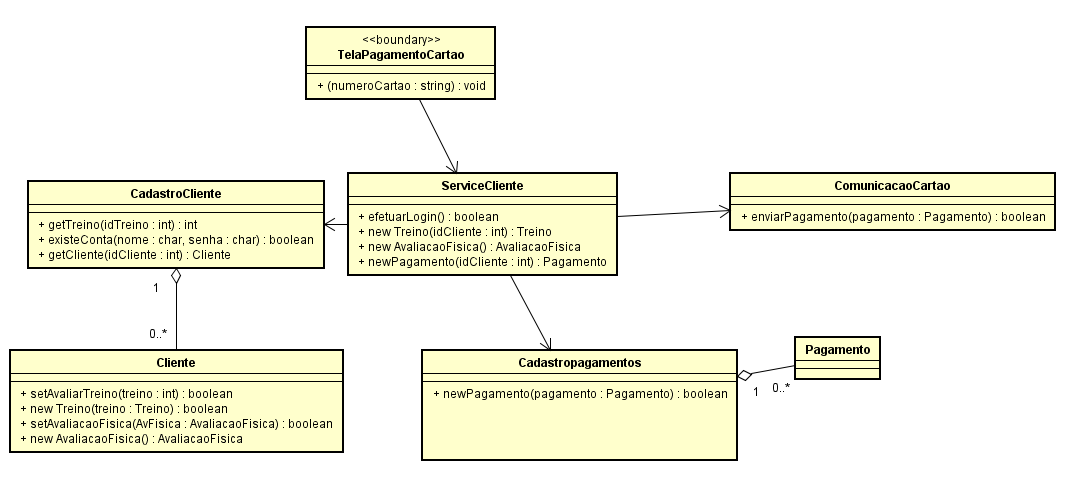 <<boundary>>
TelaPagamentoCartao
+ (numeroCartao : string) : void
CadastroCliente
+ getTreino(idTreino : int) : int
+ existeConta(nome : char, senha : char) : boolean
+ getCliente(idCliente : int) : Cliente
ServiceCliente
+ efetuarLogin() : boolean
+ new Treino(idCliente : int) : Treino
+ new AvaliacaoFisica() : AvaliacaoFisica
+ newPagamento(idCliente : int) : Pagamento
ComunicacaoCartao
+ enviarPagamento(pagamento : Pagamento) : boolean
1
0..*
Cliente
+ setAvaliarTreino(treino : int) : boolean
+ new Treino(treino : Treino) : boolean
+ setAvaliacaoFisica(AvFisica : AvaliacaoFisica) : boolean
+ new AvaliacaoFisica() : AvaliacaoFisica
Cadastropagamentos
+ newPagamento(pagamento : Pagamento) : boolean
1
0..*
Pagamento